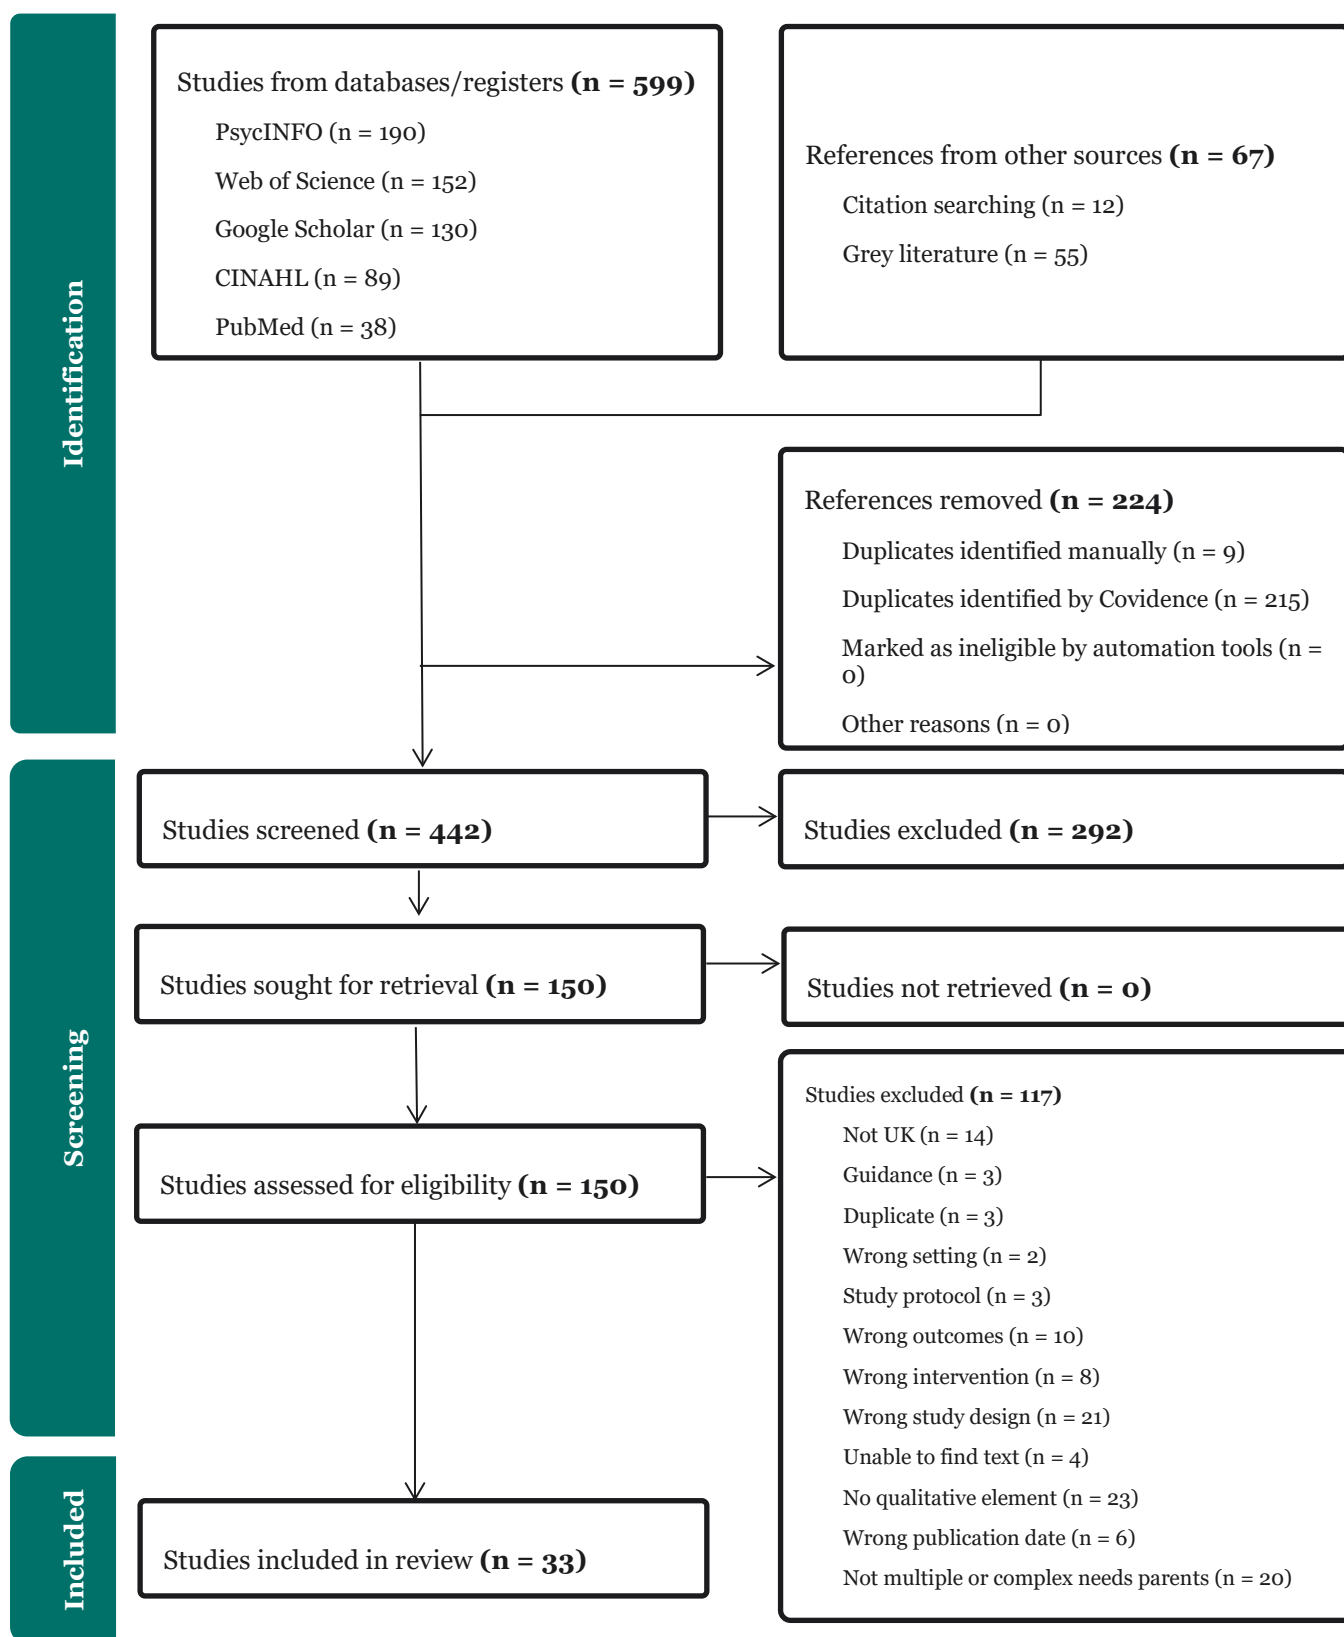 Identification
Studies from databases/registers (n = 599)
PsycINFO (n = 190)
Web of Science (n = 152)
Google Scholar (n = 130)
CINAHL (n = 89)
PubMed (n = 38)
References from other sources (n = 67)
Citation searching (n = 12)
Grey literature (n = 55)
References removed (n = 224)
Duplicates identified manually (n = 9)
Duplicates identified by Covidence (n = 215)
Marked as ineligible by automation tools (n =
0)
Other reasons (n = 0)
Screening
Studies screened (n = 442)
Studies excluded (n = 292)
Studies sought for retrieval (n = 150)
Studies not retrieved (n = 0)
Studies assessed for eligibility (n = 150)
Studies excluded (n = 117)
Not UK (n = 14)
Guidance (n = 3)
Duplicate (n = 3)
Wrong setting (n = 2)
Study protocol (n = 3)
Wrong outcomes (n = 10)
Wrong intervention (n = 8)
Wrong study design (n = 21)
Unable to find text (n = 4)
No qualitative element (n = 23)
Wrong publication date (n = 6)
Not multiple or complex needs parents (n = 20)
Included
Studies included in review (n = 33)